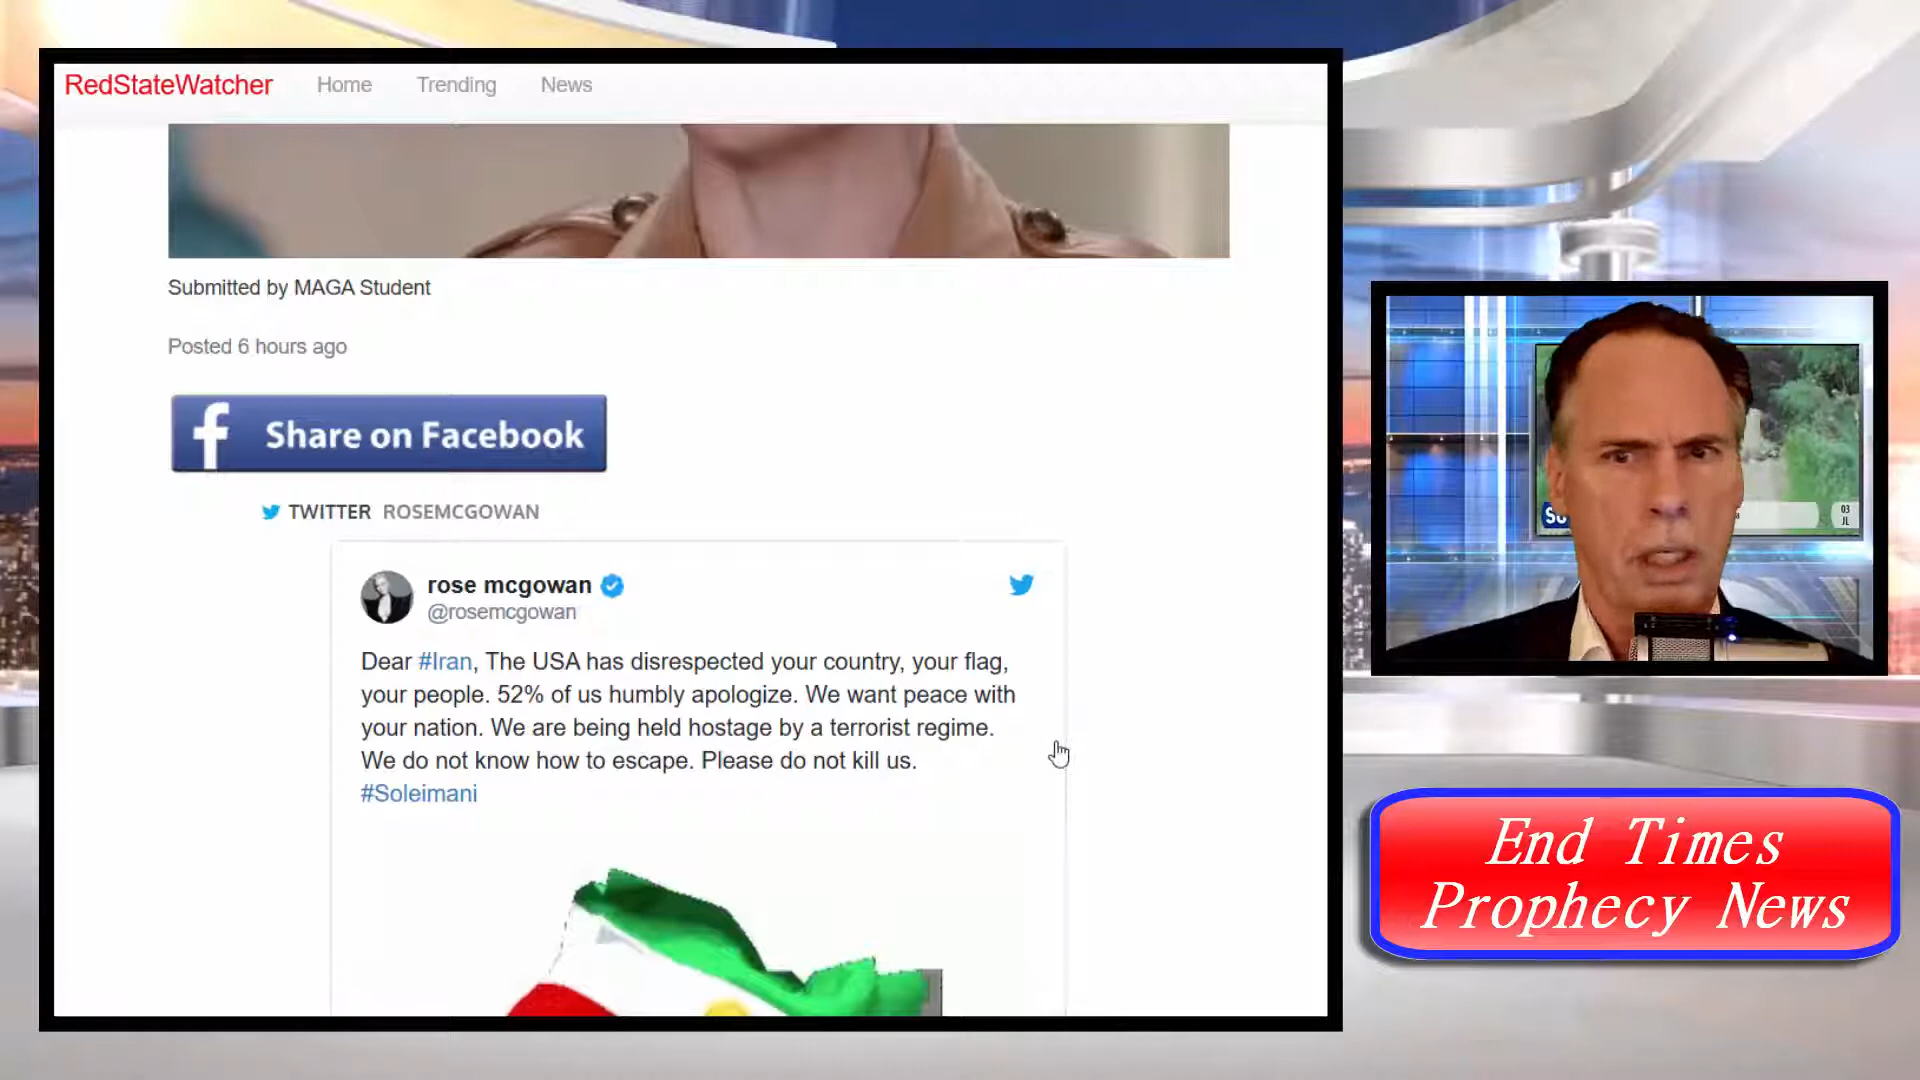 RedStateWatcher Home Trending News
Submitted by MAGA Student
Posted 6 hours ago
f Share on Facebook
TWITTER ROSEMCGOWAN
rose mcgowan
@rosemcgowan
Dear #Iran, The USA has disrespected your country, your flag,
your people. 52% of us humbly apologize. We want peace with
your nation. We are being held hostage by a terrorist regime.
We do not know how to escape. Please do not kill us.
#Soleimani
03
JL
End Times
Prophecy News